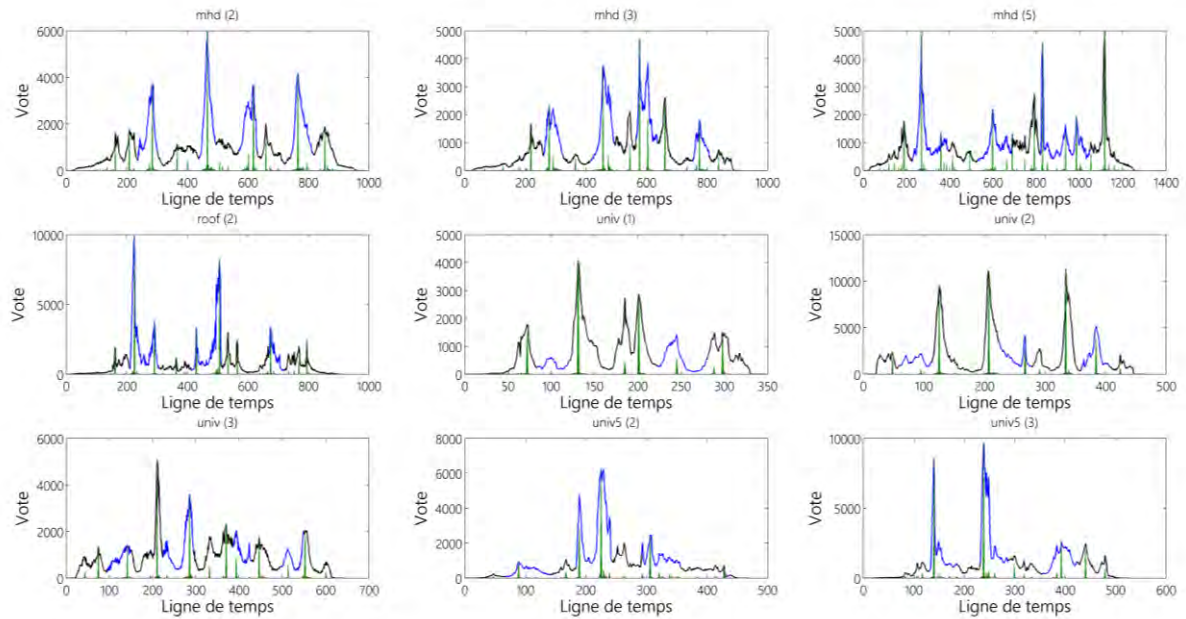 mhd (2) mhd (3) mhd (5)
6000 5000 5000
4000 4000
4000
3000 3000
Vote Vote Vote
2000 2000
2000
1000 1000
0 0 0
0 200 400 600 800 1000 0 200 400 600 800 1000 0 200 400 600 800 1000 1200 1400
Ligne de temps Ligne de temps Ligne de temps
roof (2) univ (1) univ (2)
10000 5000 15000
4000
10000
3000
Vote 5000 Vote Vote
2000
5000
1000
0 0 0
0 200 400 600 800 1000 0 50 100 150 200 250 300 350 0 100 200 300 400 500
Ligne de temps Ligne de temps Ligne de temps
univ (3) univ5 (2) univ5 (3)
6000 8000 10000
6000
4000
Vote Vote 4000 Vote 5000
2000
2000
0 0 0
0 100 200 300 400 500 600 700 0 100 200 300 400 500 0 100 200 300 400 500 600
Ligne de temps Ligne de temps Ligne de temps